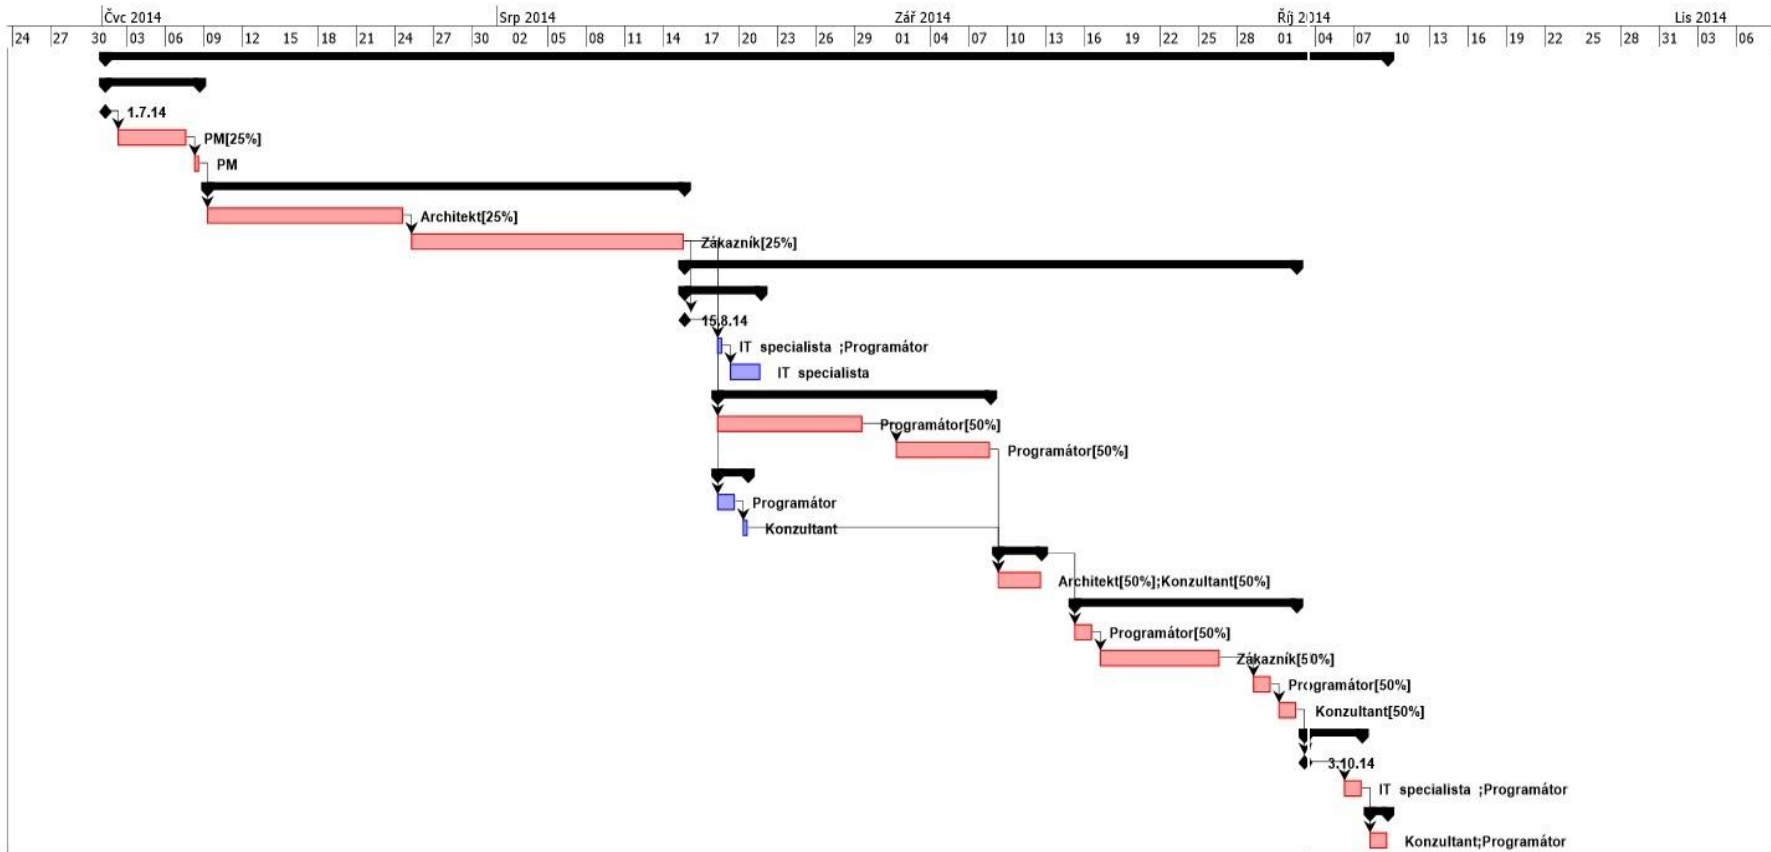 Čvc 2014 Srp 2014 Zář 2014 Říj 2014 Lis 2014
24 27 30 03 06 09 12 15 18 21 24 27 30 02 05 08 11 14 17 20 23 26 29 01 04 07 10 13 16 19 22 25 28 01 04 07 10 13 16 19 22 25 28 31 03 06
1.7.14
PM[25%]
PM
Architekt[25%]
Zákazník[25%]
15.8.14
IT specialista ;Programátor
IT specialista
Programátor[50%]
Programátor[50%]
Programátor
Konzultant
Architekt[50%];Konzultant[50%]
Programátor[50%]
Zákazník[50%]
Programátor[50%]
Konzultant[50%]
3.10.14
IT specialista ;Programátor
Konzultant;Programátor